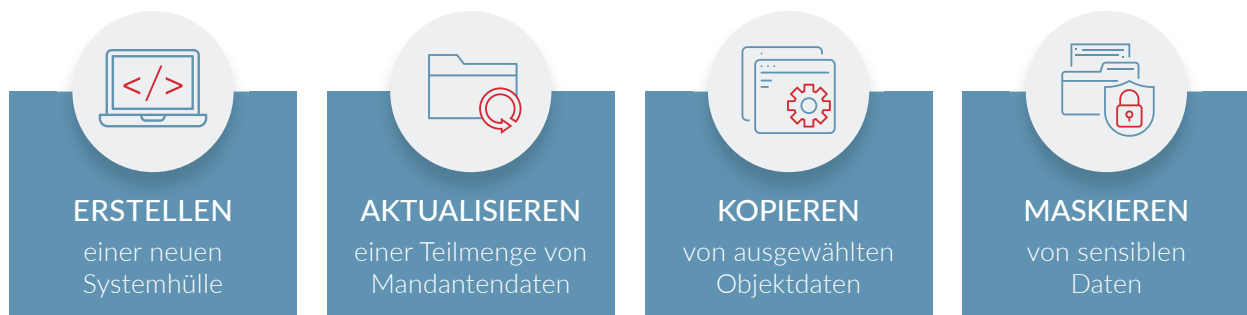 ERSTELLEN
einer neuen
Systemhülle
AKTUALISIEREN
einer Teilmenge von
Mandantendaten
KOPIEREN
von ausgewählten
Objektdaten
MASKIEREN
von sensiblen
Daten